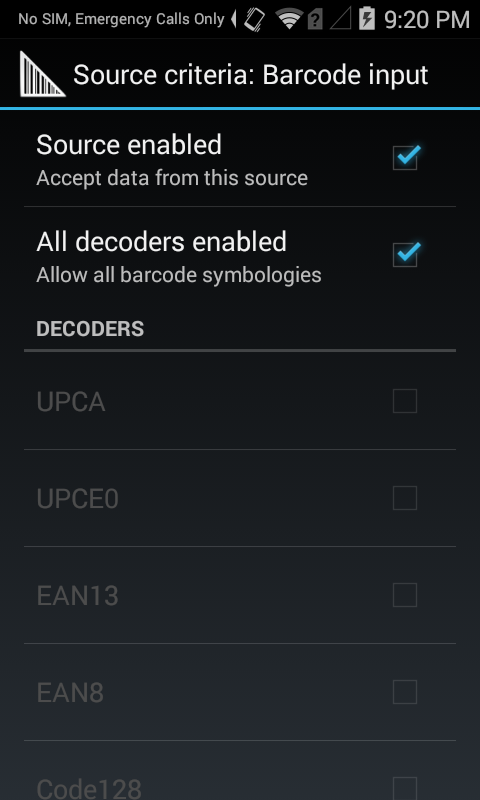 No SIM, Emergency Calls Only 9:20 PM
Source criteria: Barcode input
Source enabled
Accept data from this source
All decoders enabled
Allow all barcode symbologies
DECODERS
UPCA
UPCE0
EAN13
EAN8
Code128